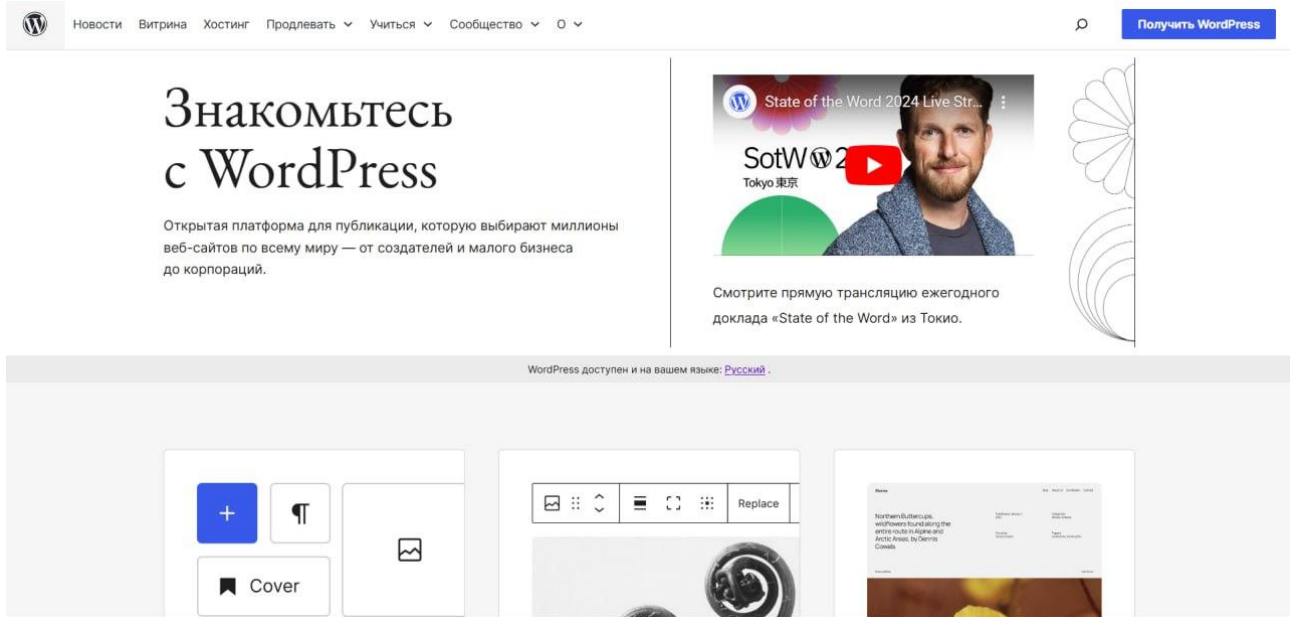 Новости Витрина Хостинг Продлевать Учиться Сообщество О
Получить WordPress
Знакомьтесь
с WordPress
Открытая платформа для публикации, которую выбирают миллионы
веб-сайтов по всему миру — от создателей и малого бизнеса
до корпораций.
State of the Word 2024 Live Str...
SotW 2
Tokyo 東京
Смотрите прямую трансляцию ежегодного
доклада «State of the Word» из Токио.
WordPress доступен и на вашем языке: Русский .
+ ¶
Cover
Replace
Northern Buttercups,
wildflowers found along the
entire route in Alpine and
Arctic Areas, by Dennis
Cowals